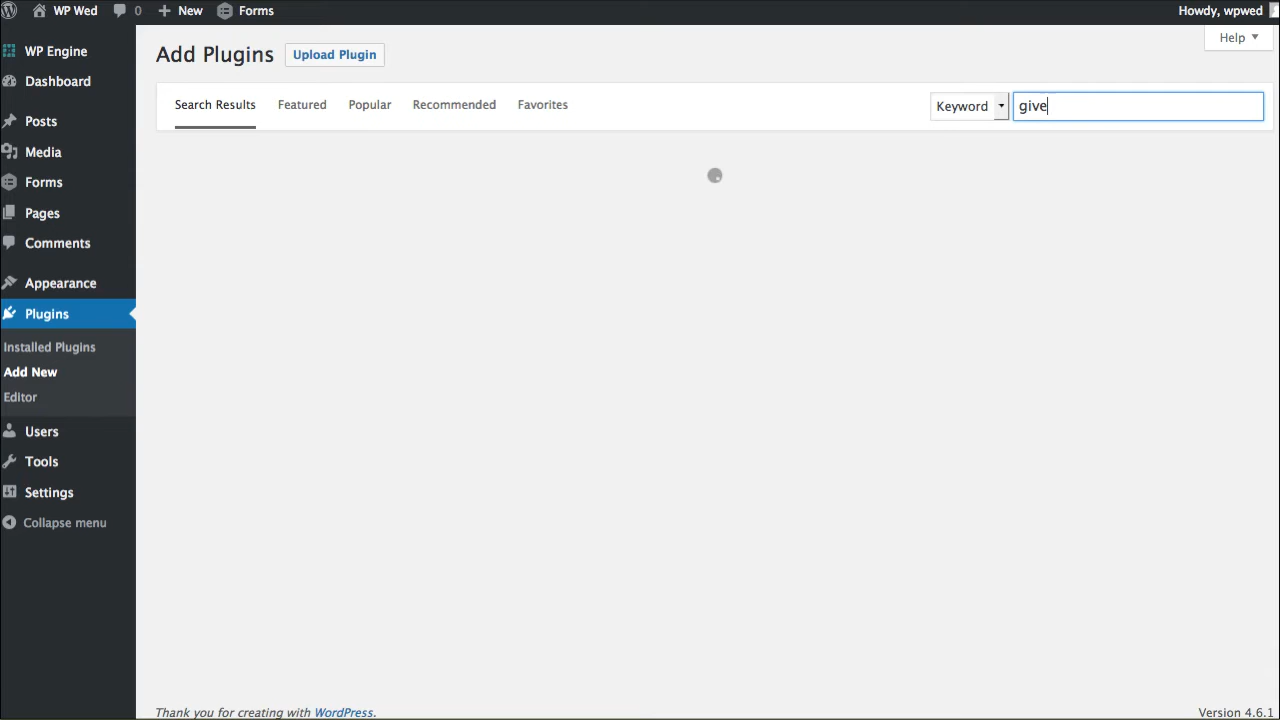 WP Wed 0 New Forms Howdy, wpwed
WP Engine
Dashboard
Posts
Media
Forms
Pages
Comments
Appearance
Plugins
Installed Plugins
Add New
Editor
Users
Tools
Settings
Collapse menu
Help
Add Plugins Upload Plugin
Search Results Featured Popular Recommended Favorites Keyword give
Thank you for creating with WordPress. Version 4.6.1